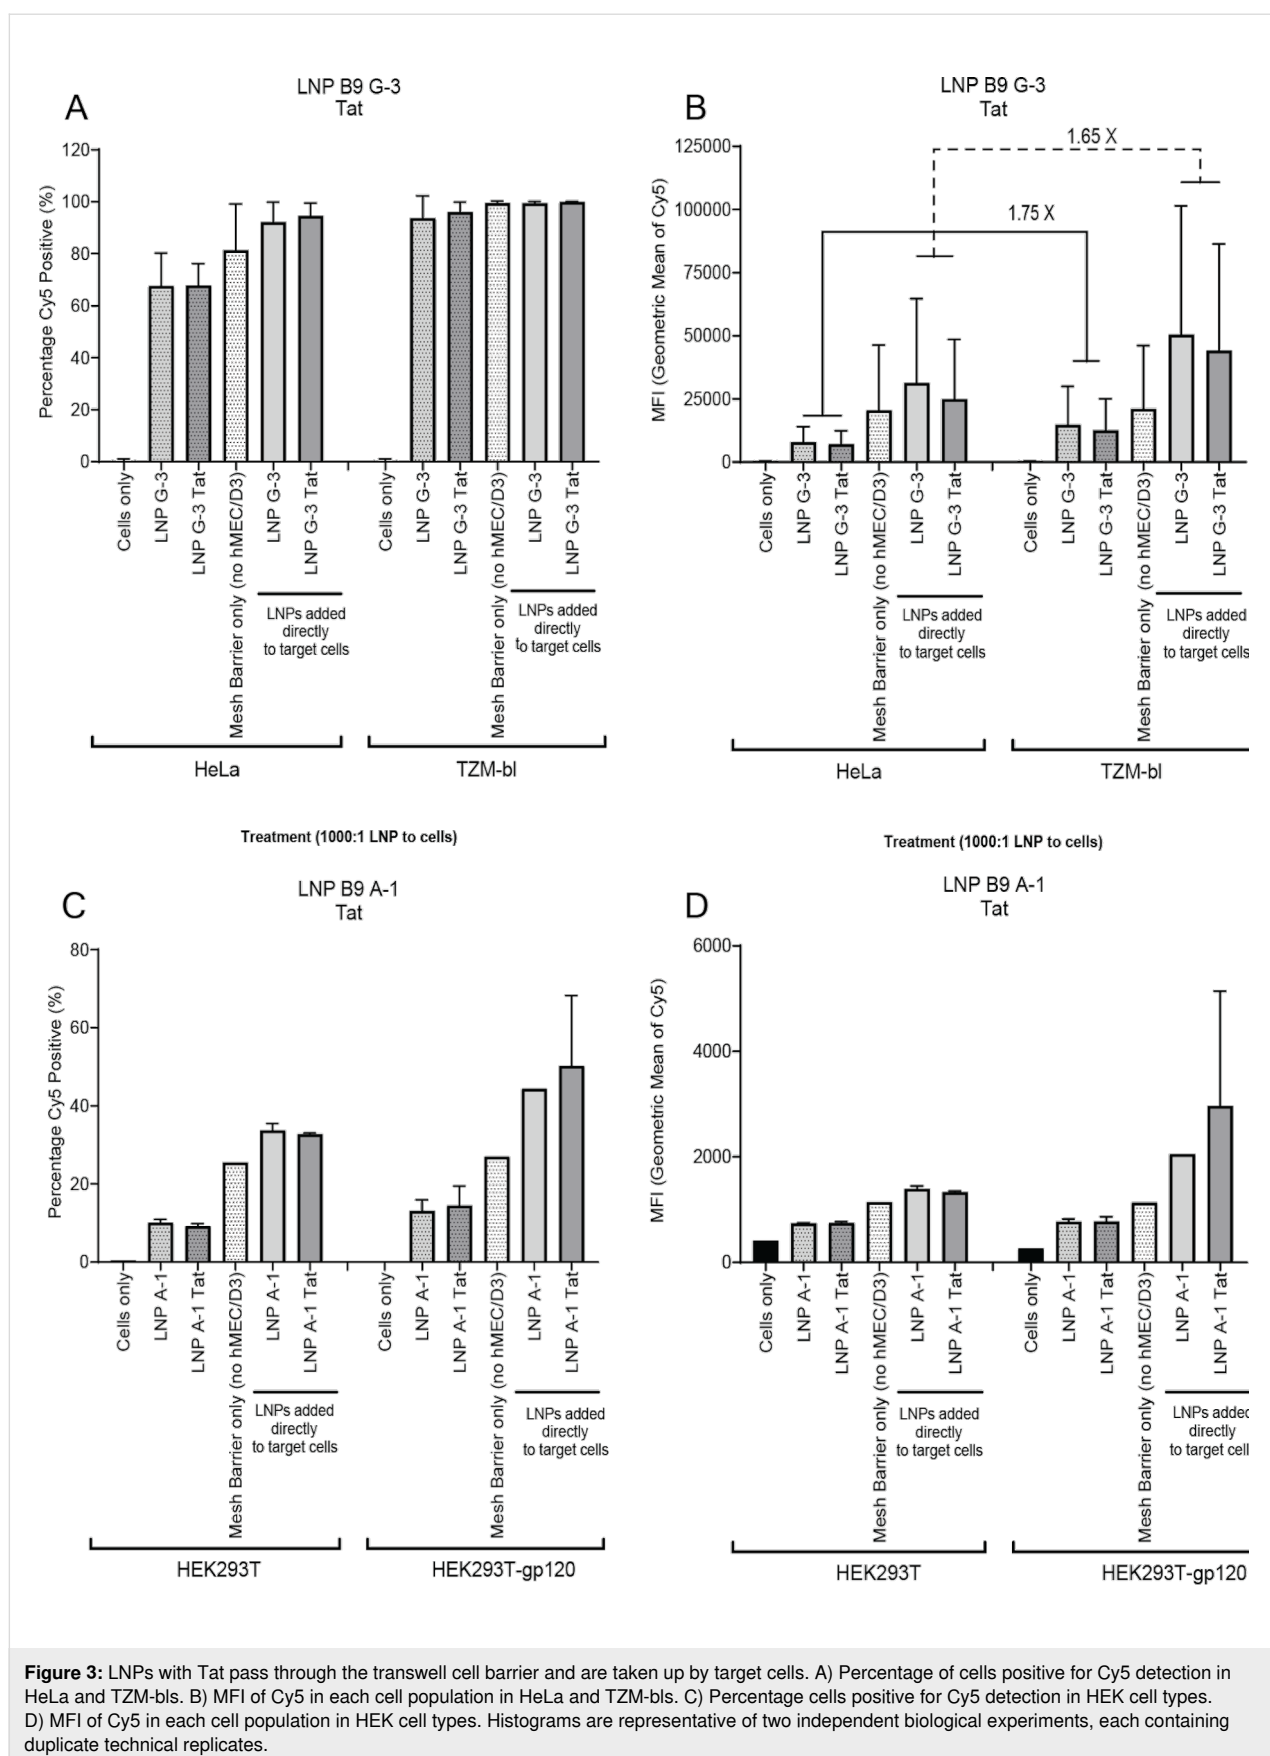 A
LNP B9 G-3
Tat
Percentage Cy5 Positive (%)
120
100
80
60
40
20
0
Cells only
LNP G-3
LNP G-3 Tat
Mesh Barrier only (no hMEC/D3)
LNP G-3
LNP G-3 Tat
Cells only
LNP G-3
LNP G-3 Tat
Mesh Barrier only (no hMEC/D3)
LNP G-3
LNP G-3 Tat
LNPs added
directly
to target cells
LNPs added
directly
to target cells
HeLa
TZM-bl
Treatment (1000:1 LNP to cells)
B
LNP B9 G-3
Tat
MFI (Geometric Mean of Cy5)
125000
100000
75000
50000
25000
0
1.65 X
1.75 X
Cells only
LNP G-3
LNP G-3 Tat
Mesh Barrier only (no hMEC/D3)
LNP G-3
LNP G-3 Tat
Cells only
LNP G-3
LNP G-3 Tat
Mesh Barrier only (no hMEC/D3)
LNP G-3
LNP G-3 Tat
LNPs added
directly
to target cells
LNPs added
directly
to target cells
HeLa
TZM-bl
Treatment (1000:1 LNP to cells)
C
LNP B9 A-1
Tat
Percentage Cy5 Positive (%)
80
60
40
20
0
Cells only
LNP A-1
LNP A-1 Tat
Mesh Barrier only (no hMEC/D3)
LNP A-1
LNP A-1 Tat
Cells only
LNP A-1
LNP A-1 Tat
Mesh Barrier only (no hMEC/D3)
LNP A-1
LNP A-1 Tat
LNPs added
directly
to target cells
LNPs added
directly
to target cells
HEK293T
HEK293T-gp120
D
LNP B9 A-1
Tat
MFI (Geometric Mean of Cy5)
6000
4000
2000
0
Cells only
LNP A-1
LNP A-1 Tat
Mesh Barrier only (no hMEC/D3)
LNP A-1
LNP A-1 Tat
Cells only
LNP A-1
LNP A-1 Tat
Mesh Barrier only (no hMEC/D3)
LNP A-1
LNP A-1 Tat
LNPs added
directly
to target cells
LNPs added
directly
to target cell
HEK293T
HEK293T-gp120
Figure 3: LNPs with Tat pass through the transwell cell barrier and are taken up by target cells. A) Percentage of cells positive for Cy5 detection in
HeLa and TZM-bls. B) MFI of Cy5 in each cell population in HeLa and TZM-bls. C) Percentage cells positive for Cy5 detection in HEK cell types.
D) MFI of Cy5 in each cell population in HEK cell types. Histograms are representative of two independent biological experiments, each containing
duplicate technical replicates.